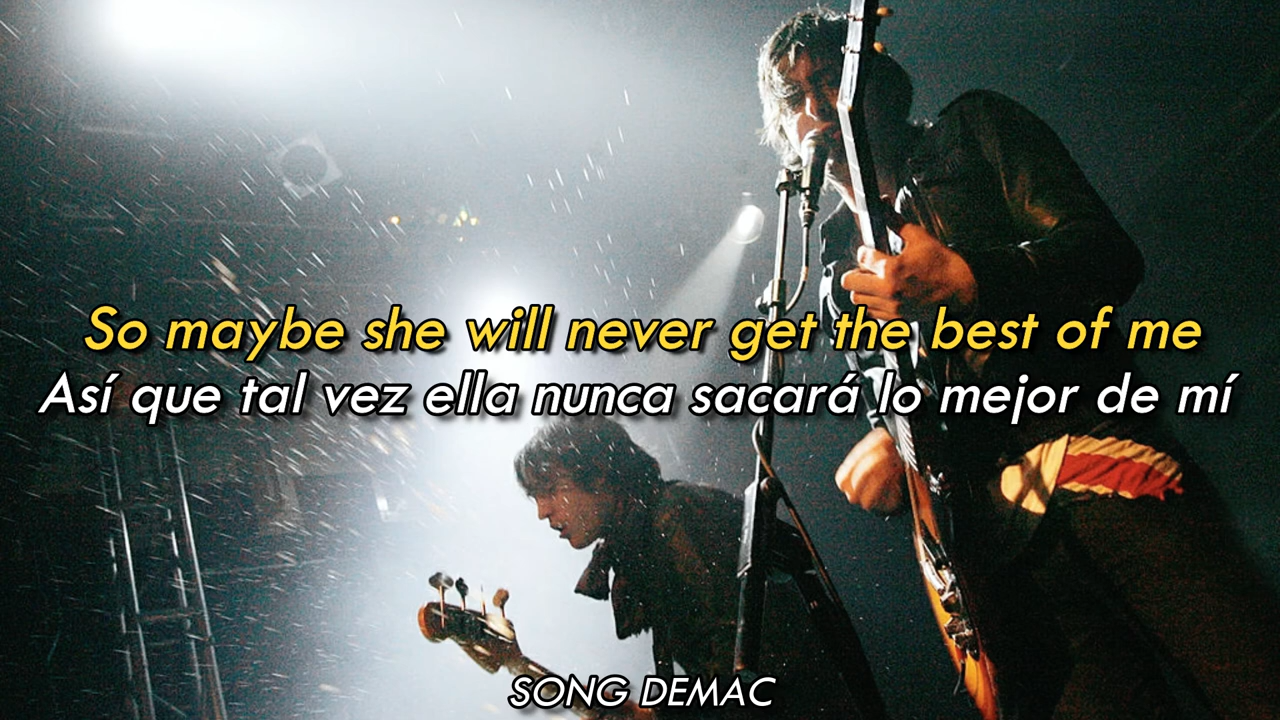 So maybe she will never get the best of me
Así que tal vez ella nunca sacará lo mejor de mí
SONG DEMAC